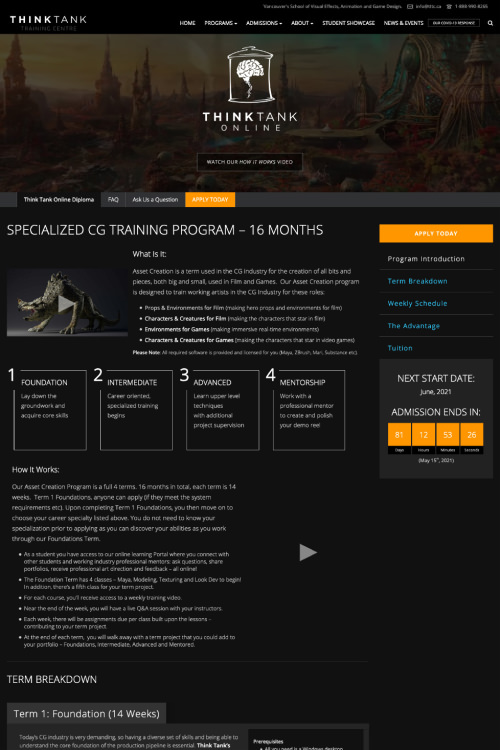 Vancouver's School of Visual Effects, Animation and Game Design. info@tttc.ca 1-888-990-8265
THINKTANK
TRAINING CENTRE
HOME PROGRAMS ADMISSIONS ABOUT STUDENT SHOWCASE NEWS & EVENTS OUR COVID-19 RESPONSE
THINKTANK
ONLINE
WATCH OUR HOW IT WORKS VIDEO
Think Tank Online Diploma FAQ Ask Us a Question APPLY TODAY
SPECIALIZED CG TRAINING PROGRAM – 16 MONTHS
What Is It:
Asset Creation is a term used in the CG industry for the creation of all bits and
pieces, both big and small, used in Film and Games. Our Asset Creation program
is designed to train working artists in the CG Industry for these roles:
• Props & Environments for Film (making hero props and environments for film)
• Characters & Creatures for Film (making the characters that star in film)
• Environments for Games (making immersive real-time environments)
• Characters & Creatures for Games (making the characters that star in video games)
Please Note: All required software is provided and licensed for you (Maya, ZBrush, Mari, Substance etc).
1 FOUNDATION
Lay down the
groundwork and
acquire core skills
2 INTERMEDIATE
Career oriented,
specialized training
begins
3 ADVANCED
Learn upper level
techniques
with additional
project supervision
4 MENTORSHIP
Work with a
professional mentor
to create and polish
your demo reel
How It Works:
Our Asset Creation Program is a full 4 terms. 16 months in total, each term is 14
weeks. Term 1 Foundations, anyone can apply (if they meet the system
requirements etc). Upon completing Term 1 Foundations, you then move on to
choose your career specialty listed above. You do not need to know your
specialization prior to applying as you can discover your abilities as you work
through our Foundations Term.
• As a student you have access to our online learning Portal where you connect with
other students and working industry professional mentors: ask questions, share
portfolios, receive professional art direction and feedback – all online!
• The Foundation Term has 4 classes – Maya, Modeling, Texturing and Look Dev to begin!
In addition, there's a fifth class for your term project.
• For each course, you'll receive access to a weekly training video.
• Near the end of the week, you will have a live Q&A session with your instructors.
• Each week, there will be assignments due per class built upon the lessons –
contributing to your term project.
• At the end of each term, you will walk away with a term project that you could add to
your portfolio – Foundations, Intermediate, Advanced and Mentored.
TERM BREAKDOWN
Term 1: Foundation (14 Weeks)
Today's CG industry is very demanding, so having a diverse set of skills and being able to
understand the core foundation of the production pipeline is essential. Think Tank's
Prerequisites
• All you need is a Windows desktop
APPLY TODAY
Program Introduction
Term Breakdown
Weekly Schedule
The Advantage
Tuition
NEXT START DATE:
June, 2021
ADMISSION ENDS IN:
81 12 53 26
Days Hours Minutes Seconds
(May 15th, 2021)